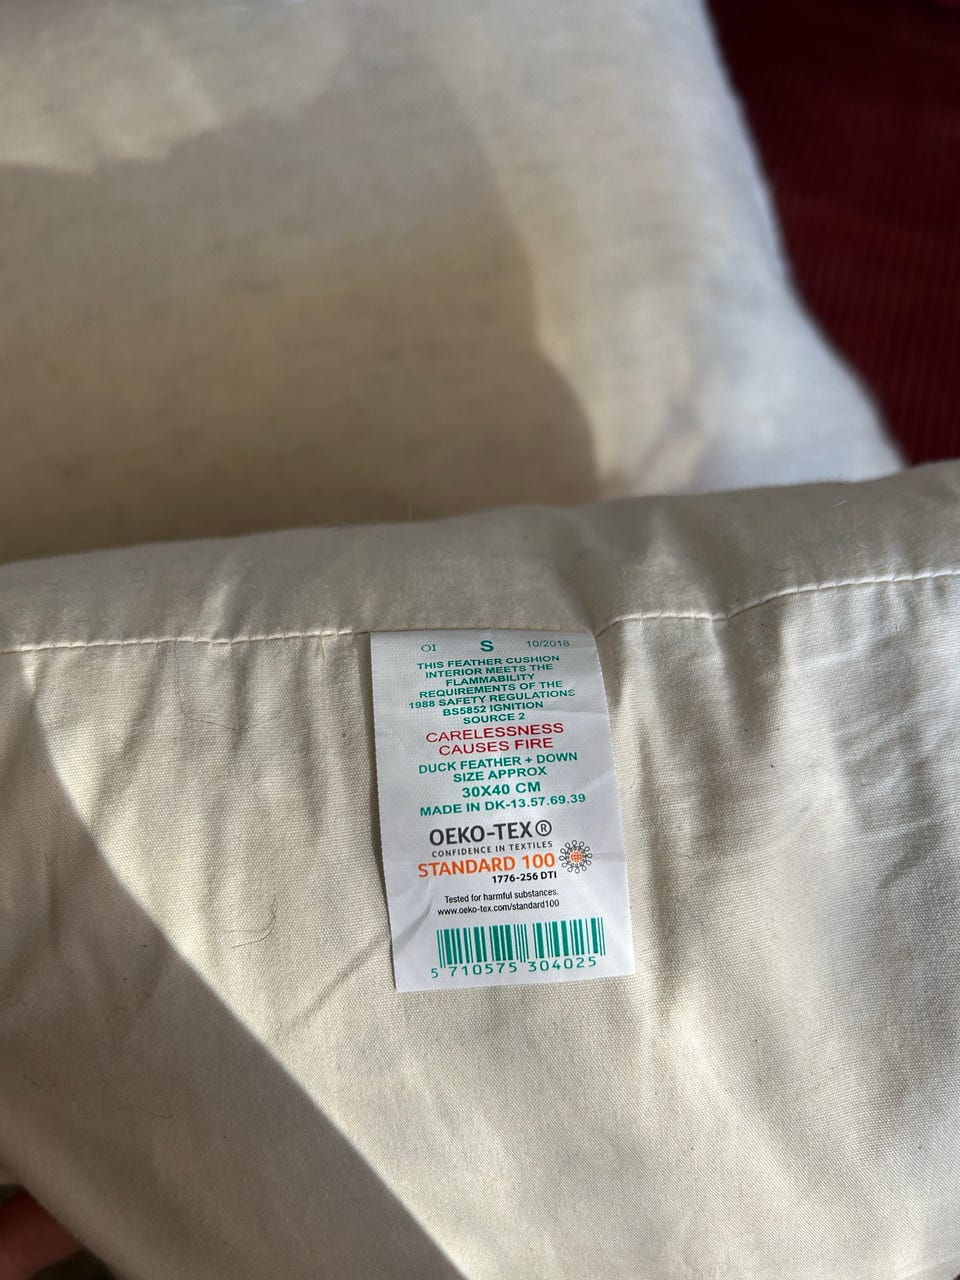 OI S 10/2018
THIS FEATHER CUSHION
INTERIOR MEETS THE
FLAMMABILITY
REQUIREMENTS OF THE
1988 SAFETY REGULATIONS
BS5852 IGNITION
SOURCE 2
CARELESSNESS
CAUSES FIRE
DUCK FEATHER + DOWN
SIZE APPROX
30X40 CM
MADE IN DK-13.57.69.39
OEKO-TEX®
CONFIDENCE IN TEXTILES
STANDARD 100
1776-256 DTI
Tested for harmful substances.
www.oeko-tex.com/standard100
5 710575 304025